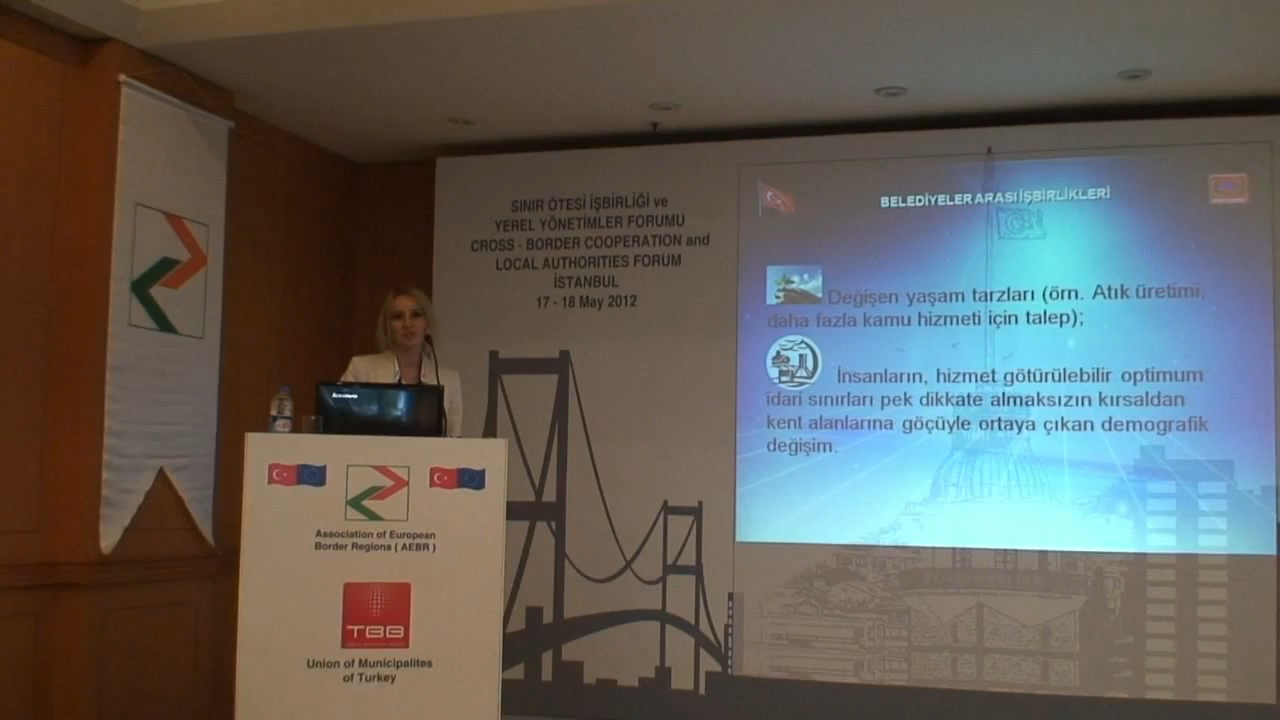 SINIR ÖTESİ İŞBİRLİĞİ ve
YEREL YÖNETİMLER FORUMU
CROSS - BORDER COOPERATION and
LOCAL AUTHORITIES FORUM
İSTANBUL
17 - 18 May 2012
BELEDİYELER ARASI İŞBİRLİKLERİ
Değişen yaşam tarzları (örn. Atık üretimi,
daha fazla kamu hizmeti için talep);
İnsanların, hizmet götürülebilir optimum
idari sınırları pek dikkate almaksızın kırsaldan
kent alanlarına göçüyle ortaya çıkan demografik
değişim.
Lenovo
Association of European
Border Regions ( AEBR )
TBB
Union of Municipalites
of Turkey